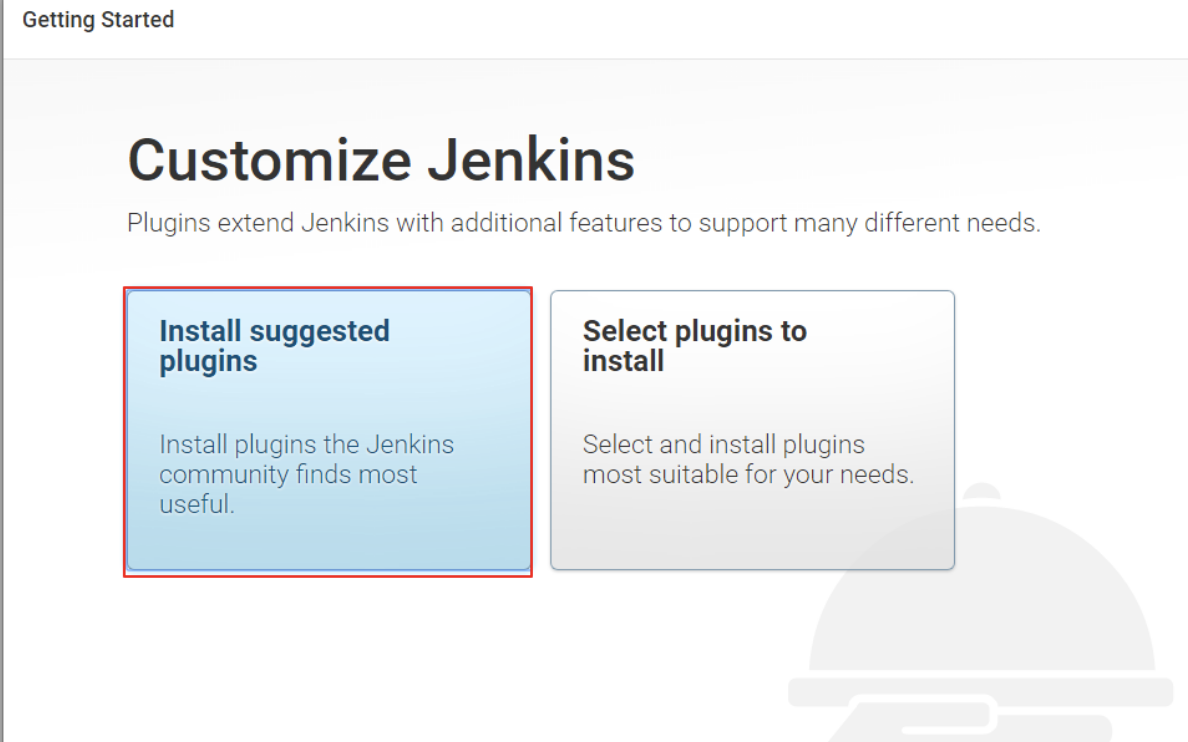 Getting Started
Customize Jenkins
Plugins extend Jenkins with additional features to support many different needs.
Install suggested
plugins
Install plugins the Jenkins
community finds most
useful.
Select plugins to
install
Select and install plugins
most suitable for your needs.